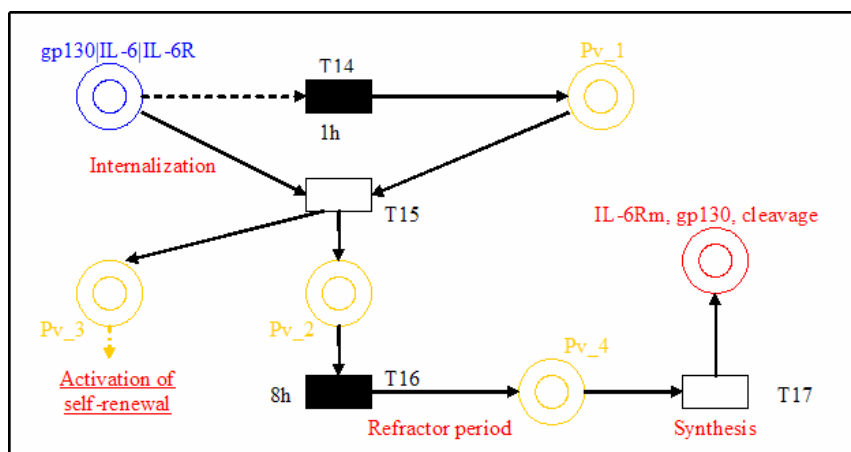 gp130|IL-6|IL-6R
T14
Pv_1
1h
Internalization
T15
IL-6Rm, gp130, cleavage
Pv_3
Pv_2
Pv_4
Activation of
self-renewal
8h
T16
T17
Refractor period
Synthesis